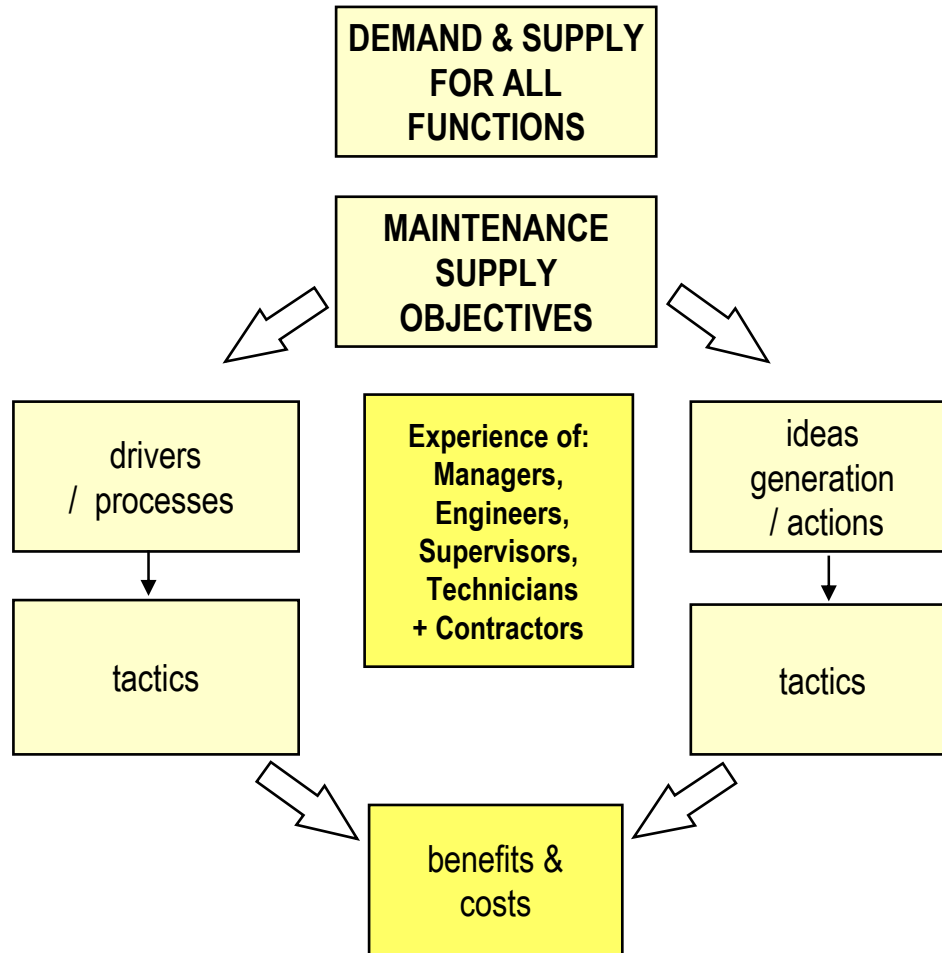 DEMAND & SUPPLY
FOR ALL
FUNCTIONS
MAINTENANCE
SUPPLY
OBJECTIVES
drivers
/ processes
Experience of:
Managers,
Engineers,
Supervisors,
Technicians
+ Contractors
ideas
generation
/ actions
tactics
tactics
benefits &
costs